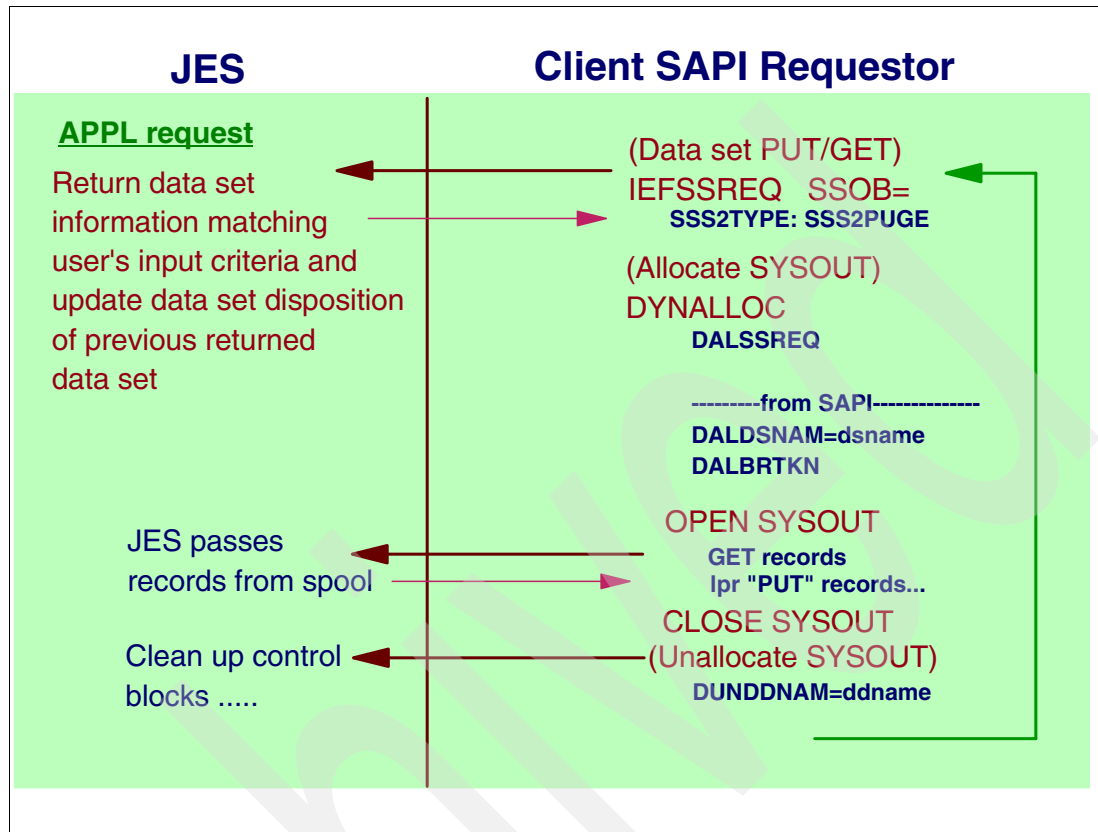 JES
Client SAPI Requestor
APPL request
Return data set
information matching
user's input criteria and
update data set disposition
of previous returned
data set
(Data set PUT/GET)
IEFSSREQ SSOB=
SSS2TYPE: SSS2PUGE
(Allocate SYSOUT)
DYNALLOC
DALSSREQ
---------from SAPI--------------
DALDSNAM=dsname
DALBRTKN
JES passes
records from spool
OPEN SYSOUT
GET records
lpr "PUT" records...
CLOSE SYSOUT
Clean up control
blocks .....
(Unallocate SYSOUT)
DUNDDNAM=ddname